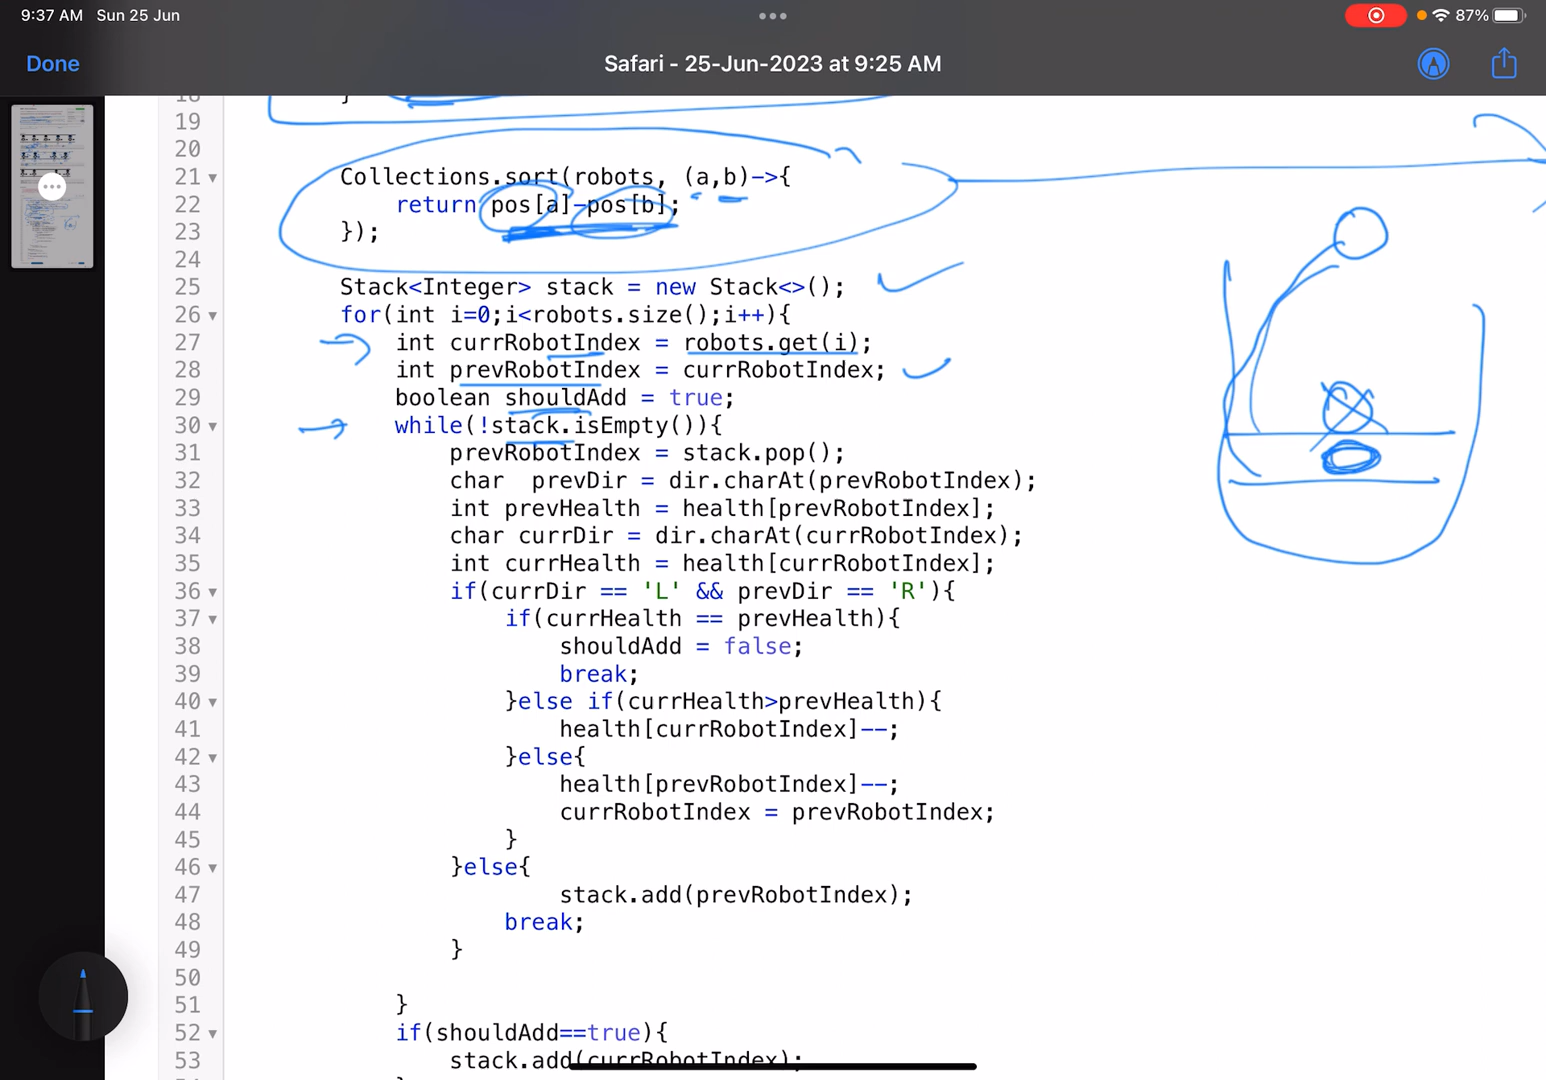 9:37 AM Sun 25 Jun
87%
Done
Safari - 25-Jun-2023 at 9:25 AM
18 }
19
20
21 Collections.sort(robots, (a,b)->{
22 return pos[a]-pos[b];
23 });
24
25 Stack<Integer> stack = new Stack<>();
26 for(int i=0;i<robots.size();i++){
27 int currRobotIndex = robots.get(i);
28 int prevRobotIndex = currRobotIndex;
29 boolean shouldAdd = true;
30 while(!stack.isEmpty()){
31 prevRobotIndex = stack.pop();
32 char prevDir = dir.charAt(prevRobotIndex);
33 int prevHealth = health[prevRobotIndex];
34 char currDir = dir.charAt(currRobotIndex);
35 int currHealth = health[currRobotIndex];
36 if(currDir == 'L' && prevDir == 'R'){
37 if(currHealth == prevHealth){
38 shouldAdd = false;
39 break;
40 }else if(currHealth>prevHealth){
41 health[currRobotIndex]--;
42 }else{
43 health[prevRobotIndex]--;
44 currRobotIndex = prevRobotIndex;
45 }
46 }else{
47 stack.add(prevRobotIndex);
48 break;
49 }
50
51 }
52 if(shouldAdd==true){
53 stack.add(currRobotIndex);